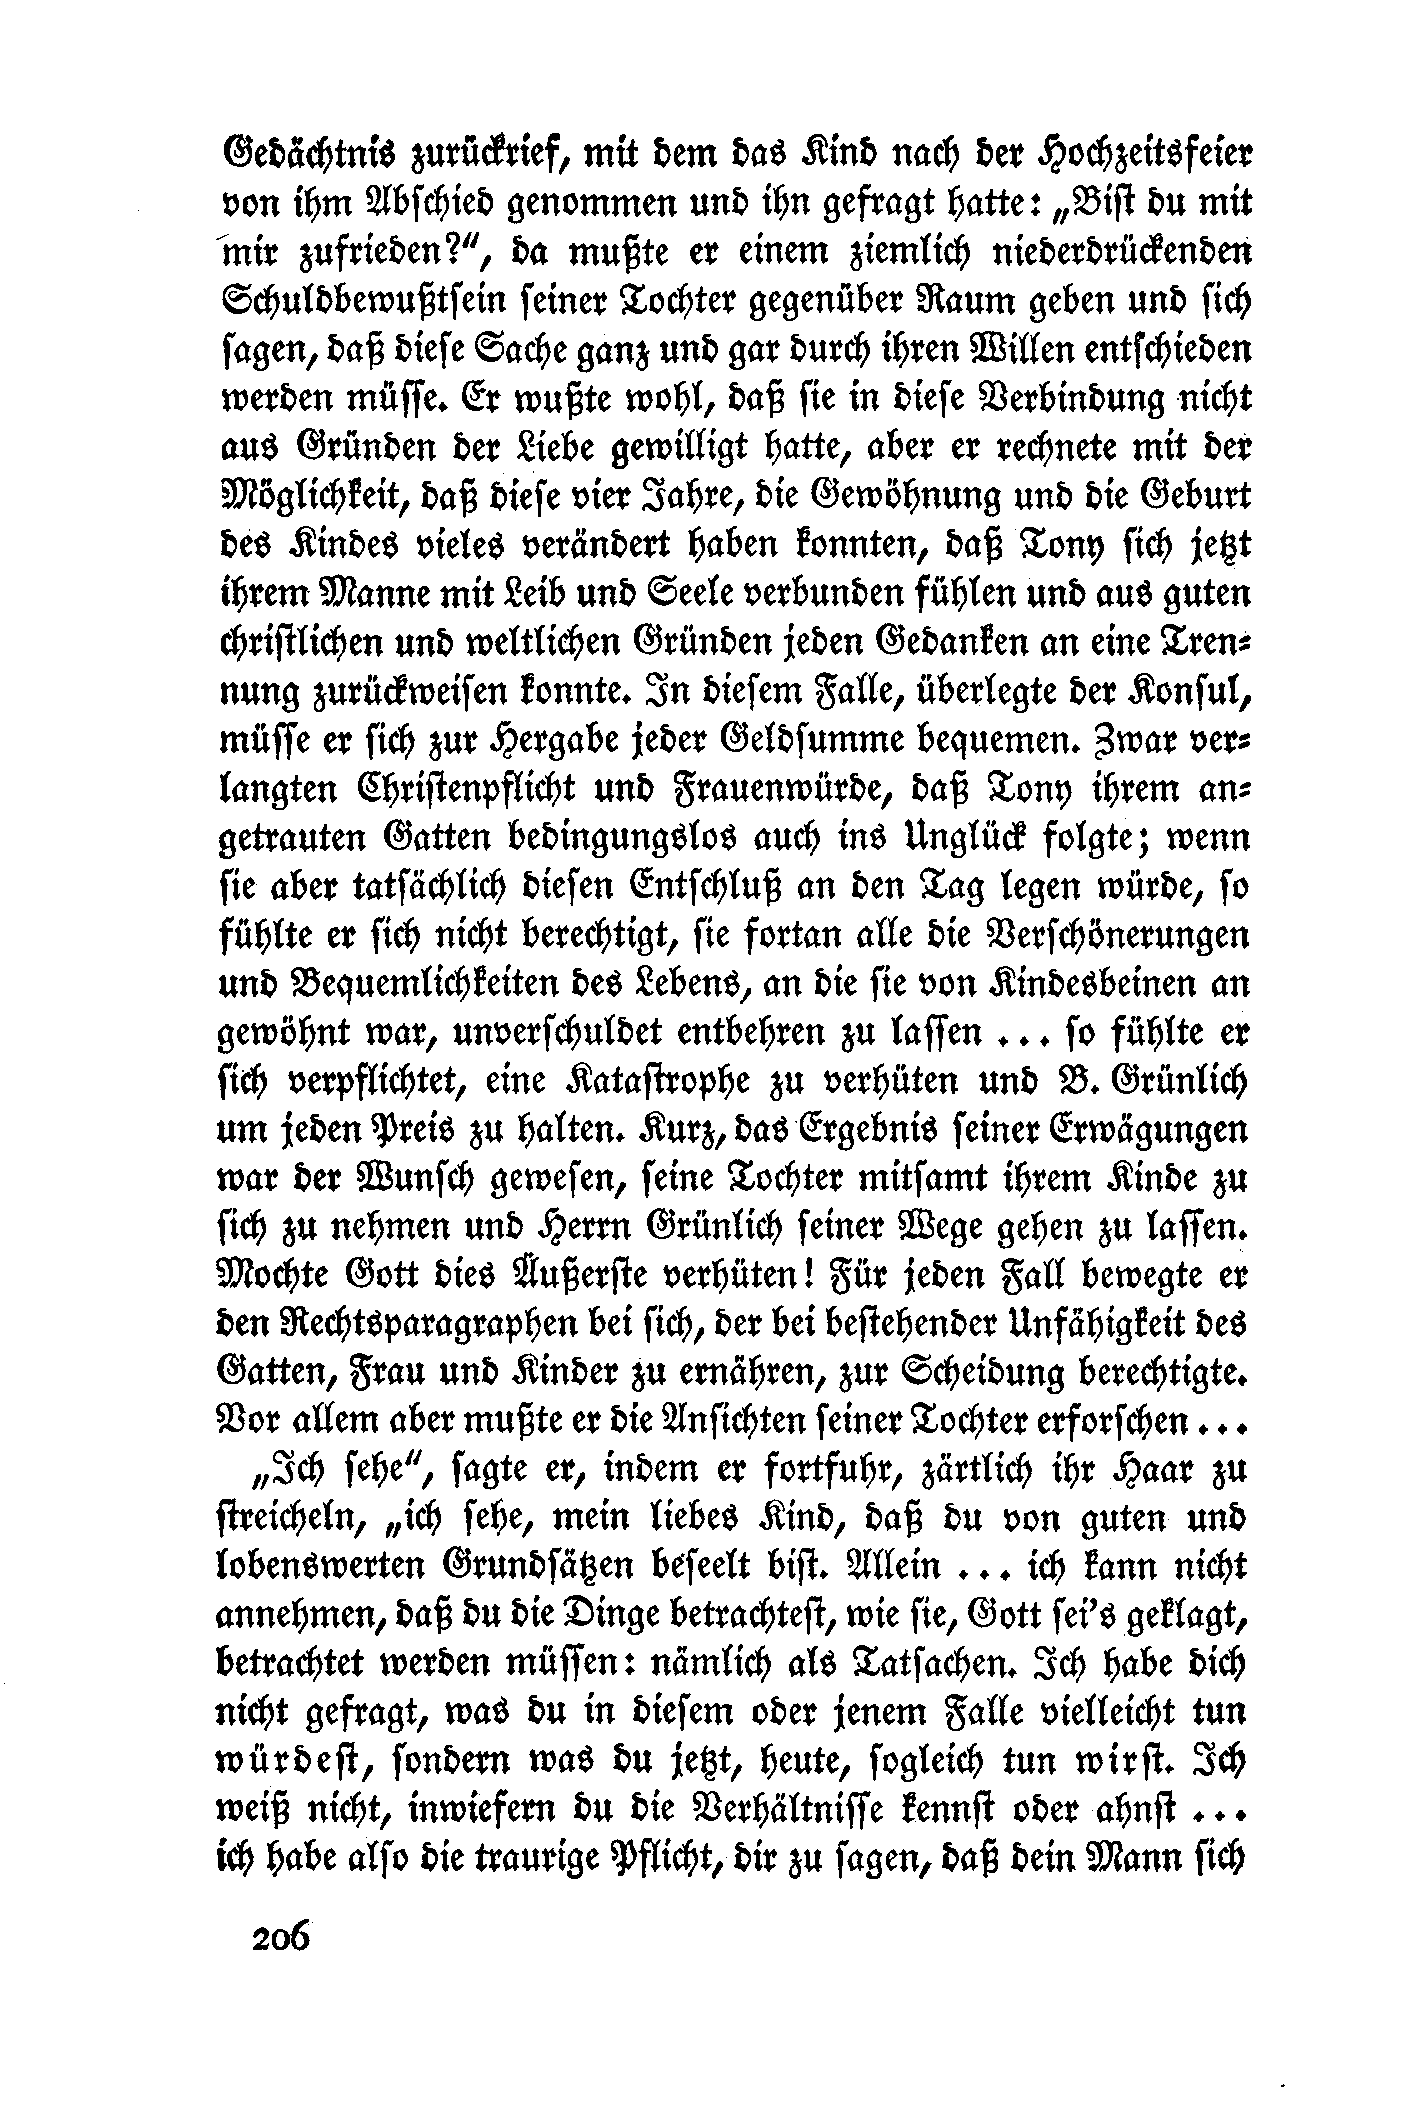 Gedächtnis zurückrief, mit dem das Kind nach der Hochzeitsfeier
von ihm Abschied genommen und ihn gefragt hatte: „Bist du mit
mir zufrieden?“, da mußte er einem ziemlich niederdrückenden
Schuldbewußtsein seiner Tochter gegenüber Raum geben und sich
sagen, daß diese Sache ganz und gar durch ihren Willen entschieden
werden müsse. Er wußte wohl, daß sie in diese Verbindung nicht
aus Gründen der Liebe gewilligt hatte, aber er rechnete mit der
Möglichkeit, daß diese vier Jahre, die Gewöhnung und die Geburt
des Kindes vieles verändert haben konnten, daß Tony sich jetzt
ihrem Manne mit Leib und Seele verbunden fühlen und aus guten
christlichen und weltlichen Gründen jeden Gedanken an eine Tren-
nung zurückweisen konnte. In diesem Falle, überlegte der Konsul,
müsse er sich zur Hergabe jeder Geldsumme bequemen. Zwar ver-
langten Christenpflicht und Frauenwürde, daß Tony ihrem an-
getrauten Gatten bedingungslos auch ins Unglück folgte; wenn
sie aber tatsächlich diesen Entschluß an den Tag legen würde, so
fühlte er sich nicht berechtigt, sie fortan alle die Verschönerungen
und Bequemlichkeiten des Lebens, an die sie von Kindesbeinen an
gewöhnt war, unverschuldet entbehren zu lassen ... so fühlte er
sich verpflichtet, eine Katastrophe zu verhüten und B. Grünlich
um jeden Preis zu halten. Kurz, das Ergebnis seiner Erwägungen
war der Wunsch gewesen, seine Tochter mitsamt ihrem Kinde zu
sich zu nehmen und Herrn Grünlich seiner Wege gehen zu lassen.
Mochte Gott dies Äußerste verhüten! Für jeden Fall bewegte er
den Rechtsparagraphen bei sich, der bei bestehender Unfähigkeit des
Gatten, Frau und Kinder zu ernähren, zur Scheidung berechtigte.
Vor allem aber mußte er die Ansichten seiner Tochter erforschen ...
„Ich sehe“, sagte er, indem er fortfuhr, zärtlich ihr Haar zu
streicheln, „ich sehe, mein liebes Kind, daß du von guten und
lobenswerten Grundsätzen beseelt bist. Allein ... ich kann nicht
annehmen, daß du die Dinge betrachtest, wie sie, Gott sei's geklagt,
betrachtet werden müssen: nämlich als Tatsachen. Ich habe dich
nicht gefragt, was du in diesem oder jenem Falle vielleicht tun
würdest, sondern was du jetzt, heute, sogleich tun wirst. Ich
weiß nicht, inwiefern du die Verhältnisse kennst oder ahnst ...
ich habe also die traurige Pflicht, dir zu sagen, daß dein Mann sich
206